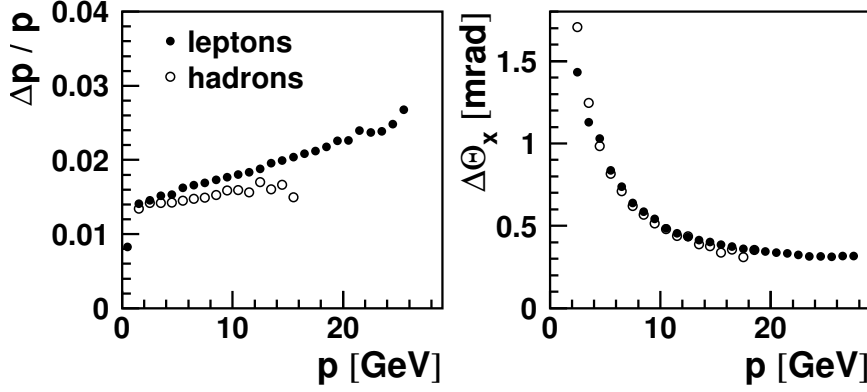 Δp / p
0.04
0.03
0.02
0.01
0
leptons
hadrons
0 10 20
p [GeV]
ΔΘx [mrad]
1.5
1
0.5
0
0 10 20
p [GeV]